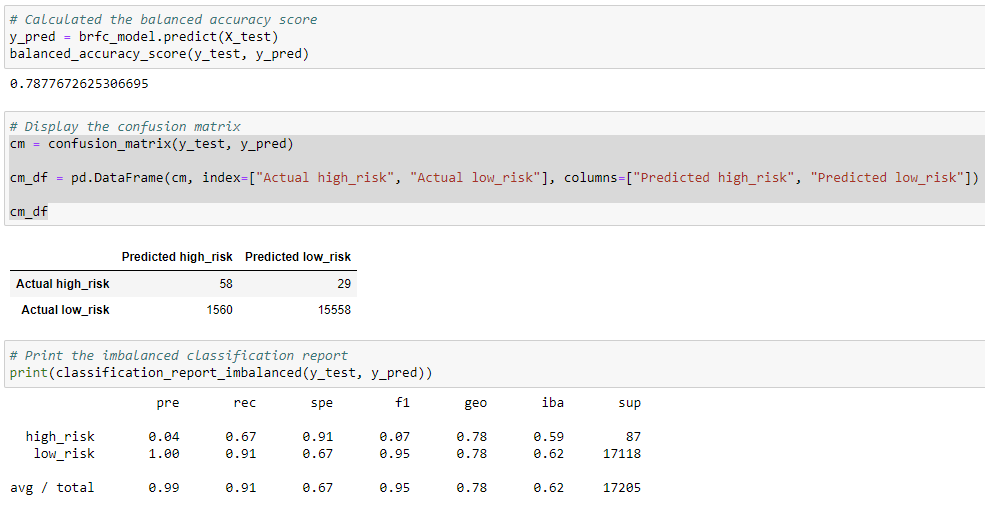 # Calculated the balanced accuracy score
y_pred = brfc_model.predict(X_test)
balanced_accuracy_score(y_test, y_pred)
0.7877672625306695
# Display the confusion matrix
cm = confusion_matrix(y_test, y_pred)
cm_df = pd.DataFrame(cm, index=["Actual high_risk", "Actual low_risk"], columns=["Predicted high_risk", "Predicted low_risk"])
cm_df
Predicted high_risk Predicted low_risk
Actual high_risk 58 29
Actual low_risk 1560 15558
# Print the imbalanced classification report
print(classification_report_imbalanced(y_test, y_pred))
pre rec spe f1 geo iba sup
high_risk 0.04 0.67 0.91 0.07 0.78 0.59 87
low_risk 1.00 0.91 0.67 0.95 0.78 0.62 17118
avg / total 0.99 0.91 0.67 0.95 0.78 0.62 17205